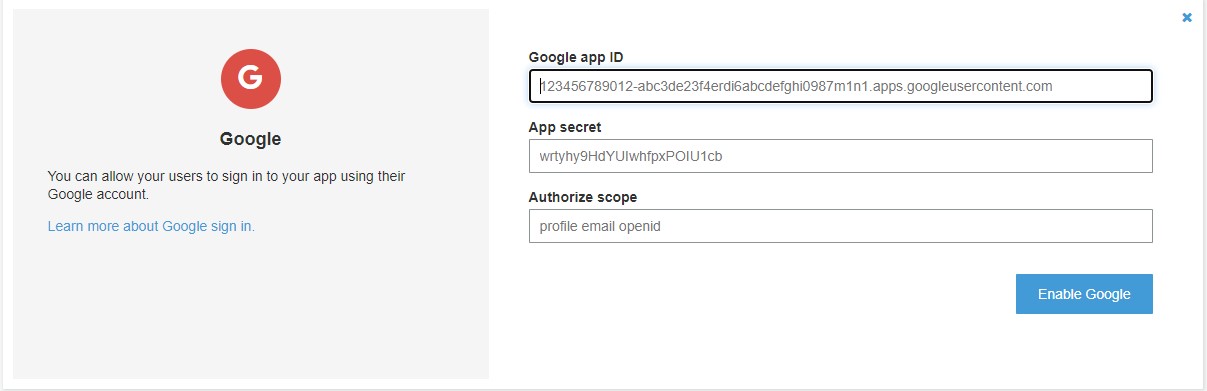 G
Google
You can allow your users to sign in to your app using their
Google account.
Learn more about Google sign in.
Google app ID
123456789012-abc3de23f4erdi6abcdefghi0987m1n1.apps.googleusercontent.com
App secret
wrtyhy9HdYUIwhfpxPOIU1cb
Authorize scope
profile email openid
Enable Google